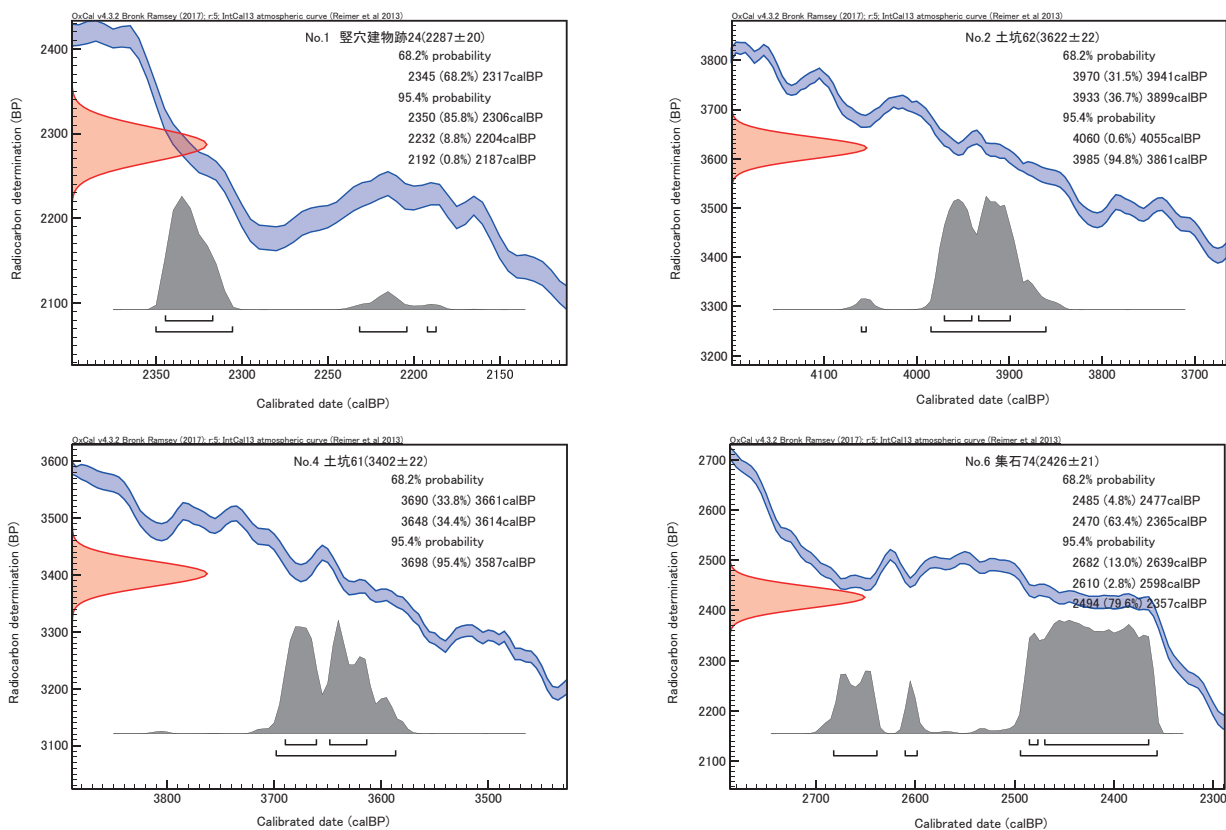 OxCal v4.3.2 Bronk Ramsey (2017); r:5; IntCal13 atmospheric curve (Reimer et al 2013)
No.1 竪穴建物跡24(2287±20)
68.2% probability
2345 (68.2%) 2317calBP
95.4% probability
2350 (85.8%) 2306calBP
2232 (8.8%) 2204calBP
2192 (0.8%) 2187calBP
Radiocarbon determination (BP)
2400
2300
2200
2100
2350
2300
2250
2200
2150
Calibrated date (calBP)
OxCal v4.3.2 Bronk Ramsey (2017); r:5; IntCal13 atmospheric curve (Reimer et al 2013)
No.2 土坑62(3622±22)
68.2% probability
3970 (31.5%) 3941calBP
3933 (36.7%) 3899calBP
95.4% probability
4060 (0.6%) 4055calBP
3985 (94.8%) 3861calBP
Radiocarbon determination (BP)
3800
3700
3600
3500
3400
3300
3200
4100
4000
3900
3800
3700
Calibrated date (calBP)
OxCal v4.3.2 Bronk Ramsey (2017); r:5; IntCal13 atmospheric curve (Reimer et al 2013)
No.4 土坑61(3402±22)
68.2% probability
3690 (33.8%) 3661calBP
3648 (34.4%) 3614calBP
95.4% probability
3698 (95.4%) 3587calBP
Radiocarbon determination (BP)
3600
3500
3400
3300
3200
3100
3800
3700
3600
3500
Calibrated date (calBP)
OxCal v4.3.2 Bronk Ramsey (2017); r:5; IntCal13 atmospheric curve (Reimer et al 2013)
No.6 集石74(2426±21)
68.2% probability
2485 (4.8%) 2477calBP
2470 (63.4%) 2365calBP
95.4% probability
2682 (13.0%) 2639calBP
2610 (2.8%) 2598calBP
2494 (79.6%) 2357calBP
Radiocarbon determination (BP)
2700
2600
2500
2400
2300
2200
2100
2700
2600
2500
2400
2300
Calibrated date (calBP)